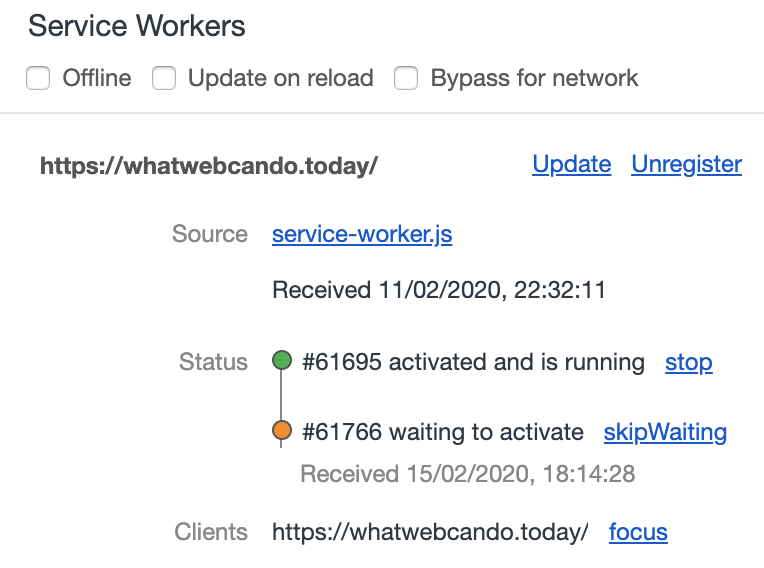 Service Workers
Offline Update on reload Bypass for network
https://whatwebcando.today/ Update Unregister
Source service-worker.js
Received 11/02/2020, 22:32:11
Status #61695 activated and is running stop
#61766 waiting to activate skipWaiting
Received 15/02/2020, 18:14:28
Clients https://whatwebcando.today/ focus